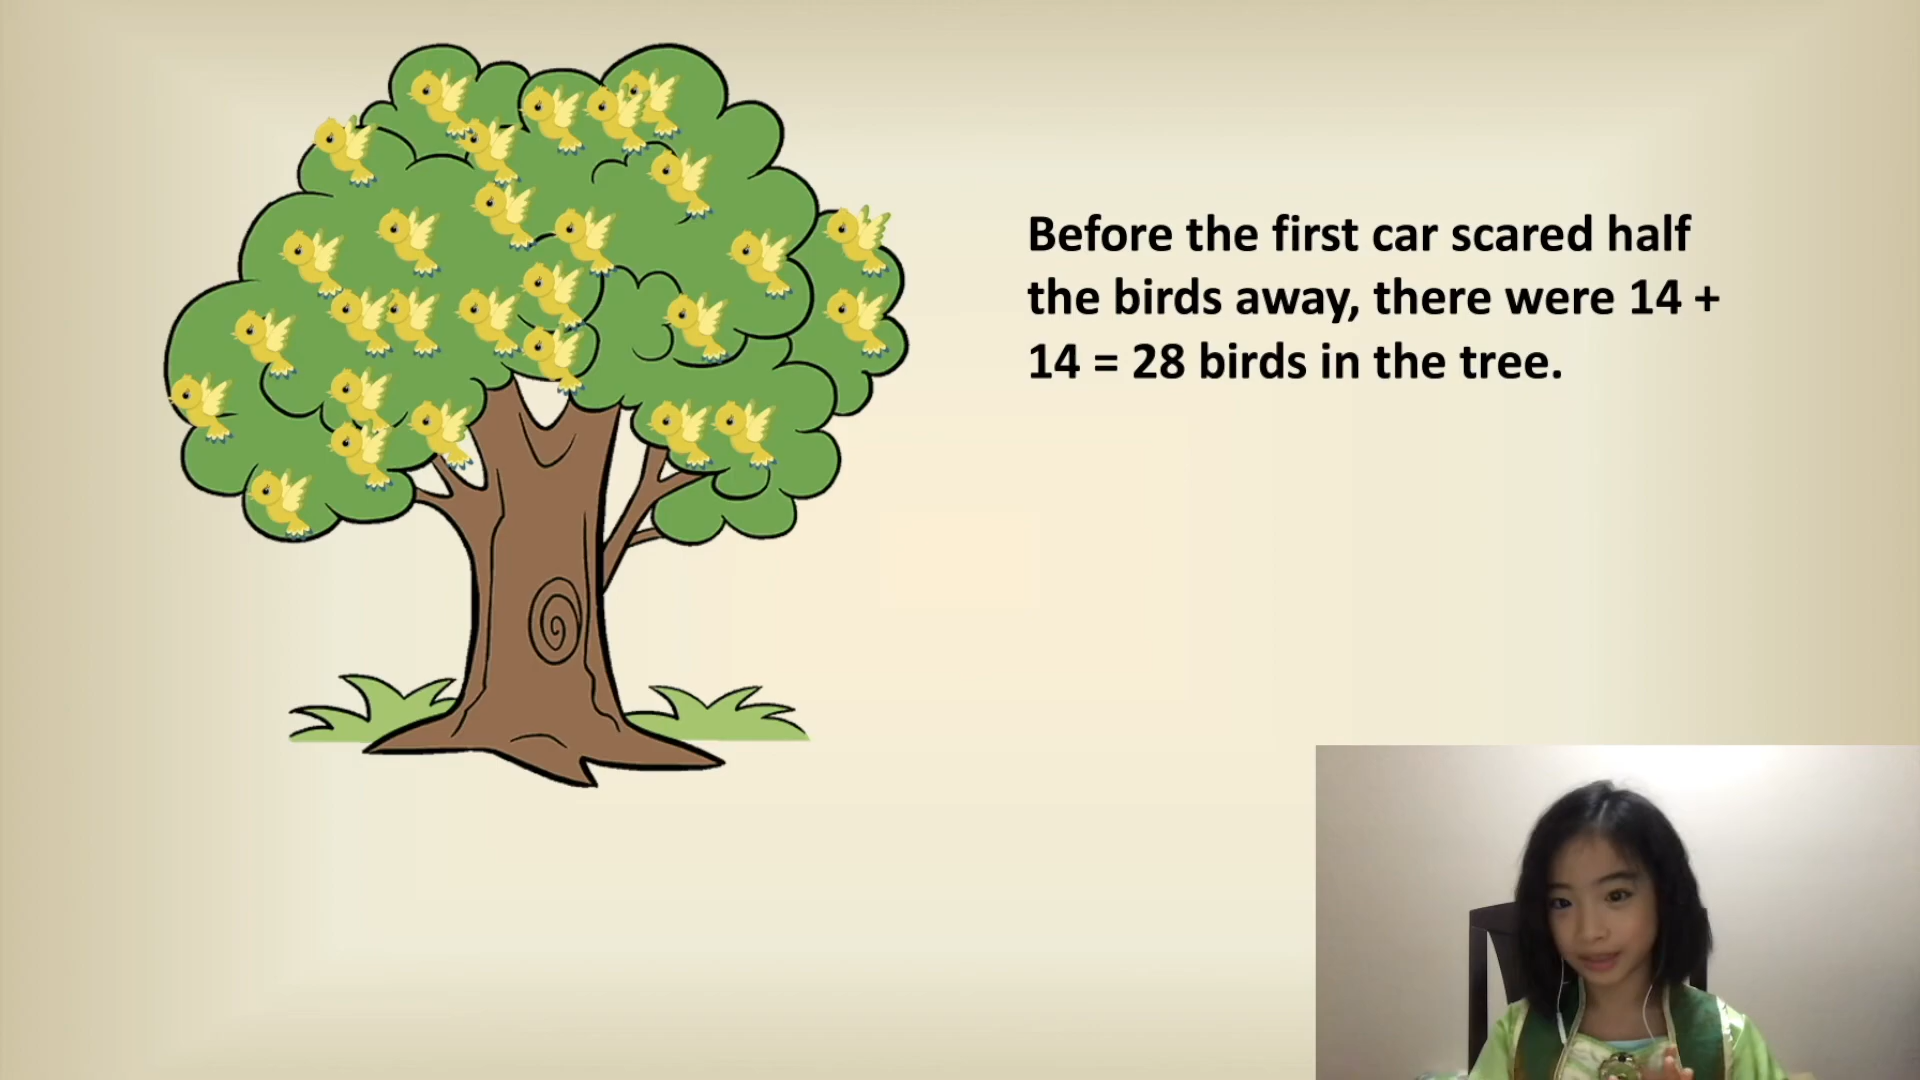 Before the first car scared half
the birds away, there were 14 +
14 = 28 birds in the tree.